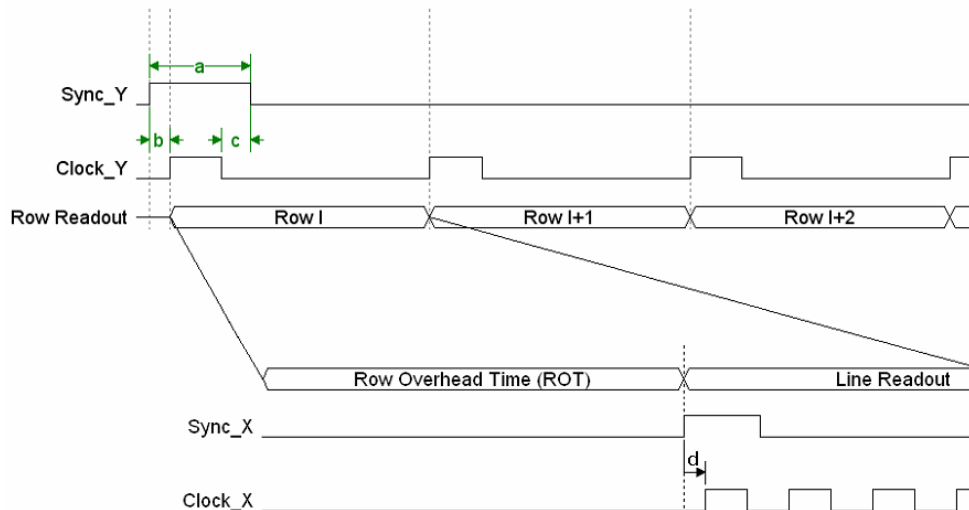 a
Sync_Y
b
c
Clock_Y
Row Readout
Row I
Row I+1
Row I+2
Row Overhead Time (ROT)
Line Readout
Sync_X
d
Clock_X